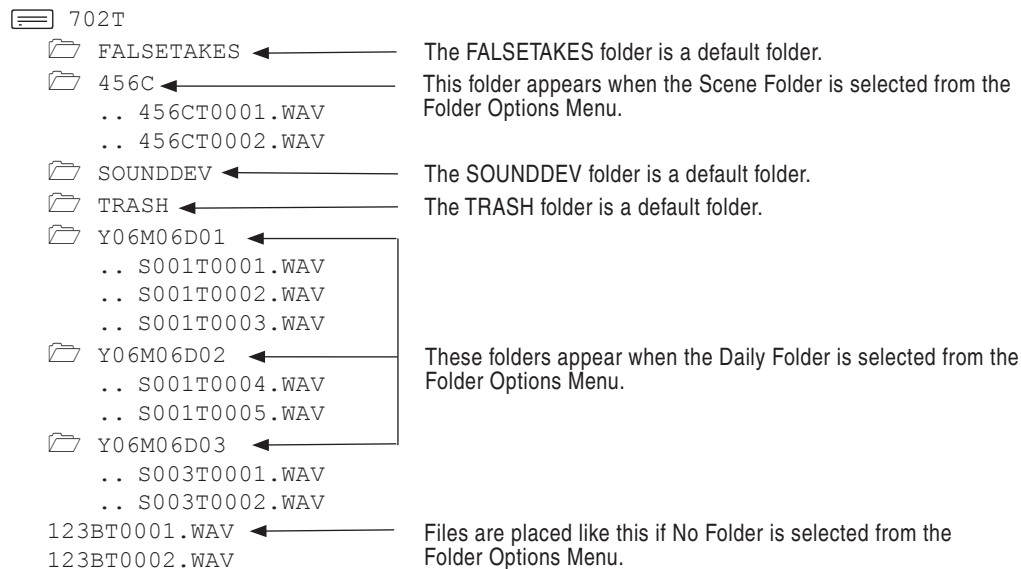 702T
FALSETAKES The FALSETAKES folder is a default folder.
456C This folder appears when the Scene Folder is selected from the
Folder Options Menu.
.. 456CT0001.WAV
.. 456CT0002.WAV
SOUNDDEV The SOUNDDEV folder is a default folder.
TRASH The TRASH folder is a default folder.
Y06M06D01
.. S001T0001.WAV
.. S001T0002.WAV
.. S001T0003.WAV
Y06M06D02 These folders appear when the Daily Folder is selected from the
Folder Options Menu.
.. S001T0004.WAV
.. S001T0005.WAV
Y06M06D03
.. S003T0001.WAV
.. S003T0002.WAV
123BT0001.WAV Files are placed like this if No Folder is selected from the
123BT0002.WAV Folder Options Menu.